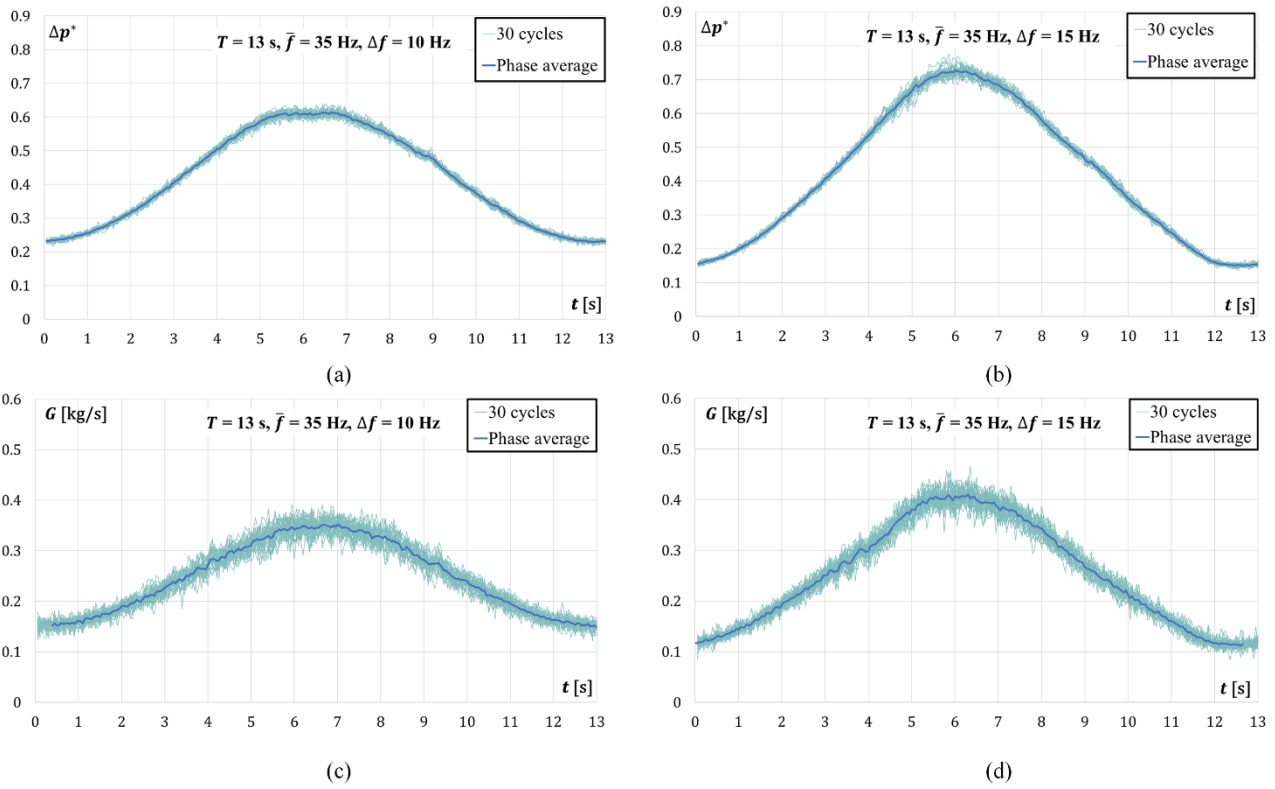 Δp*
T = 13 s, f̄ = 35 Hz, Δf = 10 Hz
30 cycles
Phase average
0.9
0.8
0.7
0.6
0.5
0.4
0.3
0.2
0.1
0
t [s]
0 1 2 3 4 5 6 7 8 9 10 11 12 13
(a)
Δp*
T = 13 s, f̄ = 35 Hz, Δf = 15 Hz
30 cycles
Phase average
0.9
0.8
0.7
0.6
0.5
0.4
0.3
0.2
0.1
0
t [s]
0 1 2 3 4 5 6 7 8 9 10 11 12 13
(b)
G [kg/s]
T = 13 s, f̄ = 35 Hz, Δf = 10 Hz
30 cycles
Phase average
0.6
0.5
0.4
0.3
0.2
0.1
0
t [s]
0 1 2 3 4 5 6 7 8 9 10 11 12 13
(c)
G [kg/s]
T = 13 s, f̄ = 35 Hz, Δf = 15 Hz
30 cycles
Phase average
0.6
0.5
0.4
0.3
0.2
0.1
0
t [s]
0 1 2 3 4 5 6 7 8 9 10 11 12 13
(d)